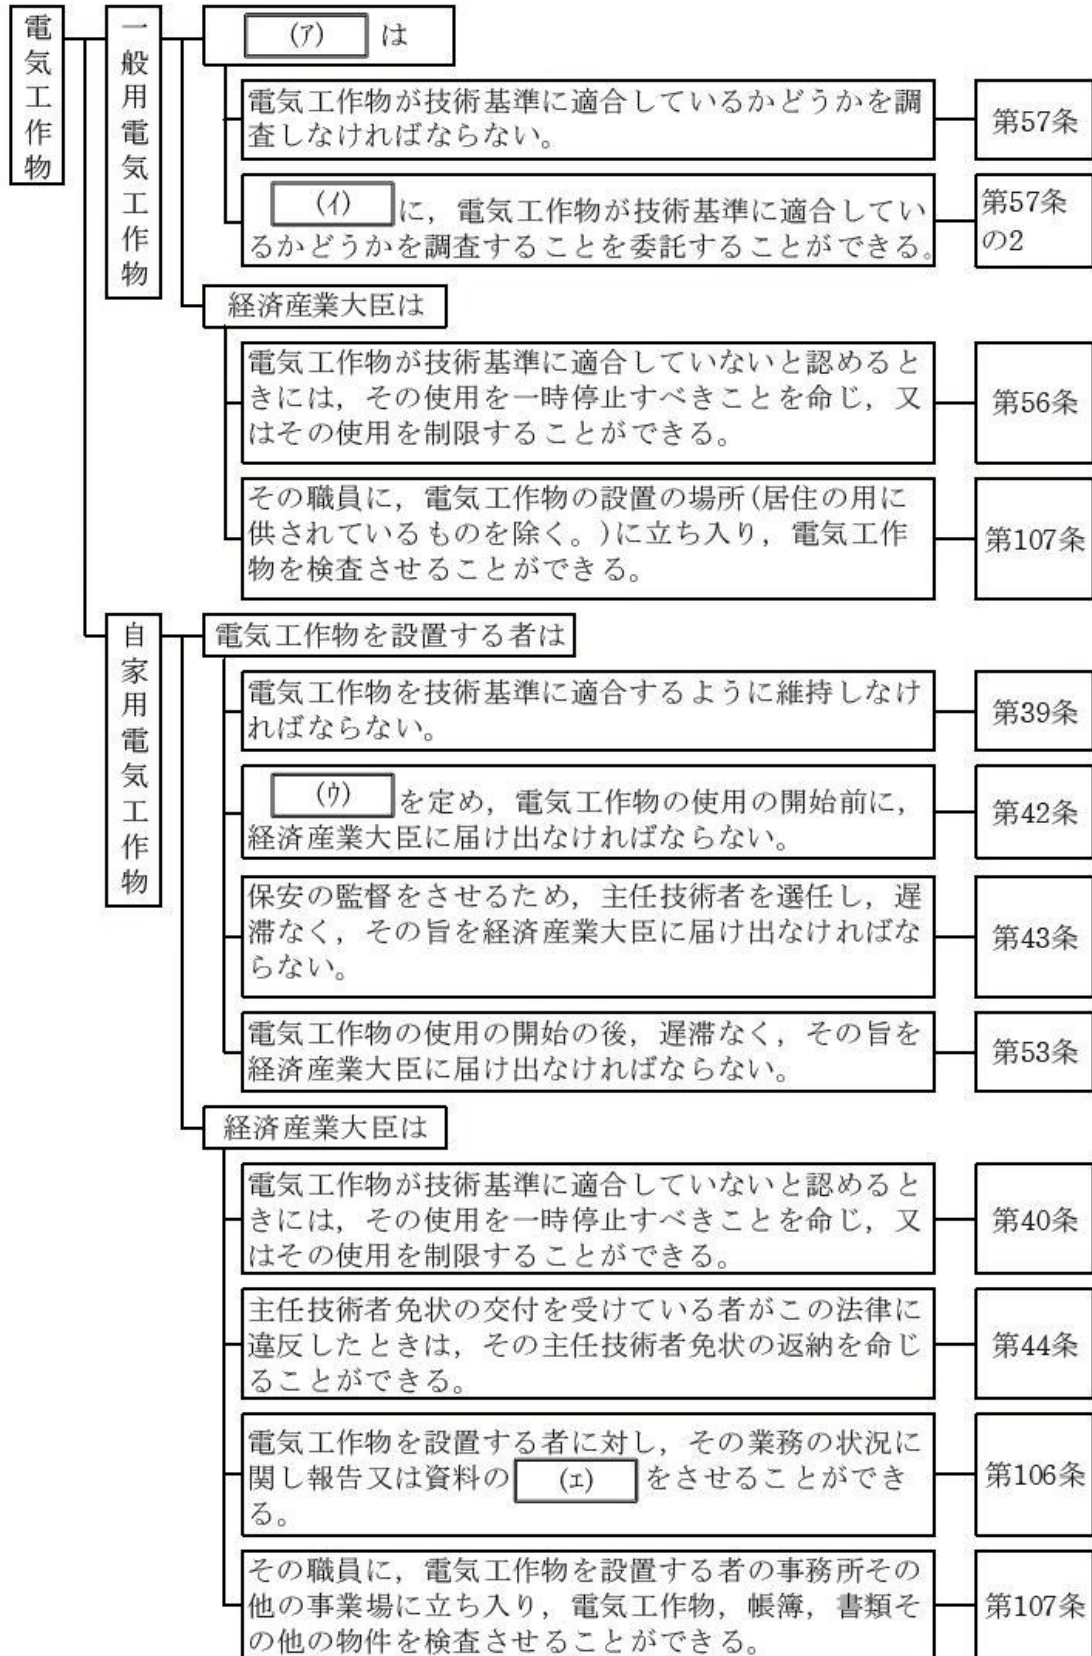 電気工作物
一般用電気工作物
(ア) は
電気工作物が技術基準に適合しているかどうかを調
査しなければならない。
第57条
(イ) に，電気工作物が技術基準に適合してい
るかどうかを調査することを委託することができる。
第57条
の2
経済産業大臣は
電気工作物が技術基準に適合していないと認めると
きには，その使用を一時停止すべきことを命じ，又
はその使用を制限することができる。
第56条
その職員に，電気工作物の設置の場所(居住の用に
供されているものを除く。)に立ち入り，電気工作
物を検査させることができる。
第107条
自家用電気工作物
電気工作物を設置する者は
電気工作物を技術基準に適合するように維持しなけ
ればならない。
第39条
(ウ) を定め，電気工作物の使用の開始前に，
経済産業大臣に届け出なければならない。
第42条
保安の監督をさせるため，主任技術者を選任し，遅
滞なく，その旨を経済産業大臣に届け出なければな
らない。
第43条
電気工作物の使用の開始の後，遅滞なく，その旨を
経済産業大臣に届け出なければならない。
第53条
経済産業大臣は
電気工作物が技術基準に適合していないと認めると
きには，その使用を一時停止すべきことを命じ，又
はその使用を制限することができる。
第40条
主任技術者免状の交付を受けている者がこの法律に
違反したときは，その主任技術者免状の返納を命じ
ることができる。
第44条
電気工作物を設置する者に対し，その業務の状況に
関し報告又は資料の (エ) をさせることができ
る。
第106条
その職員に，電気工作物を設置する者の事務所その
他の事業場に立ち入り，電気工作物，帳簿，書類そ
の他の物件を検査させることができる。
第107条